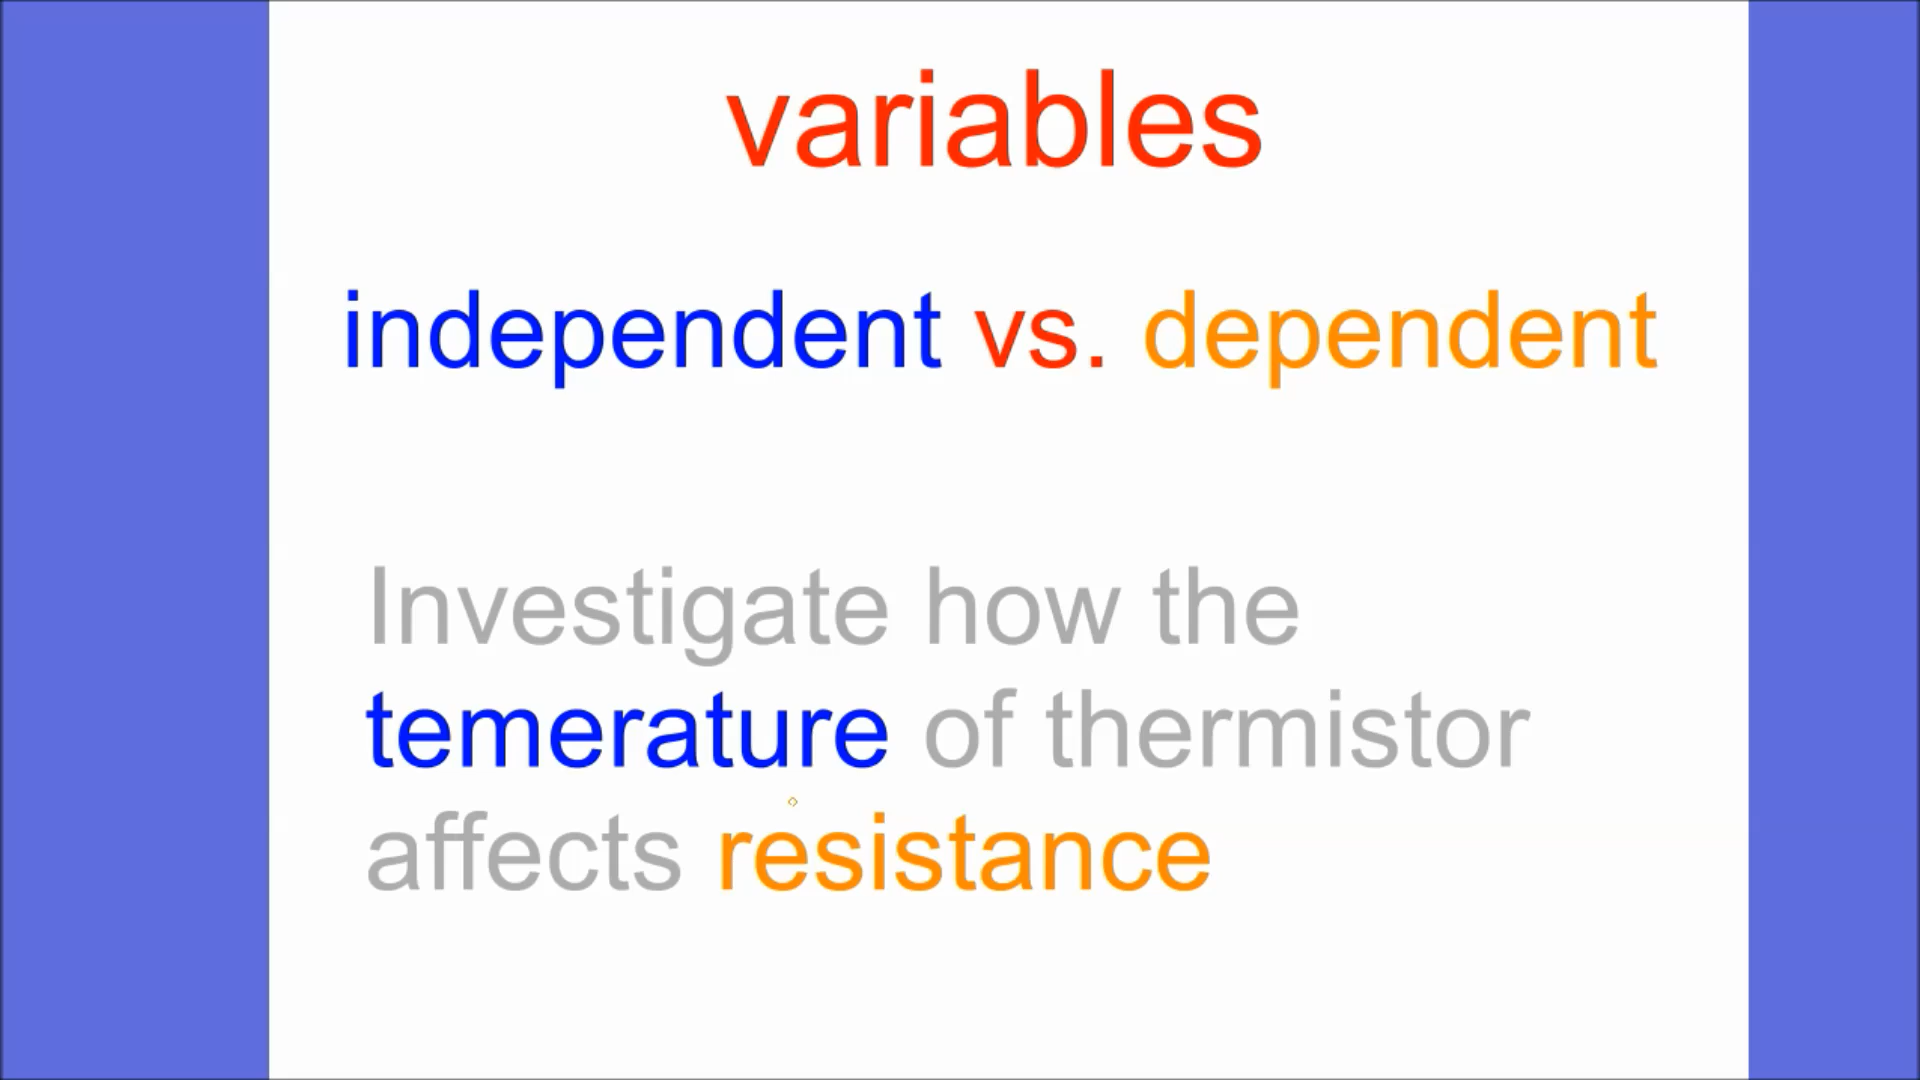 variables
independent vs. dependent
Investigate how the
temerature of thermistor
affects resistance